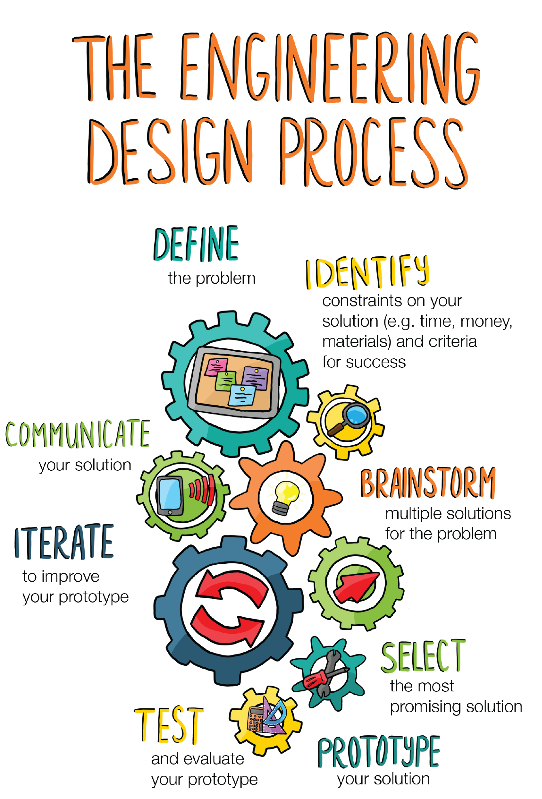 THE ENGINEERING
DESIGN PROCESS
DEFINE
the problem
IDENTIFY
constraints on your
solution (e.g. time, money,
materials) and criteria
for success
BRAINSTORM
multiple solutions
for the problem
SELECT
the most
promising solution
PROTOTYPE
your solution
TEST
and evaluate
your prototype
ITERATE
to improve
your prototype
COMMUNICATE
your solution